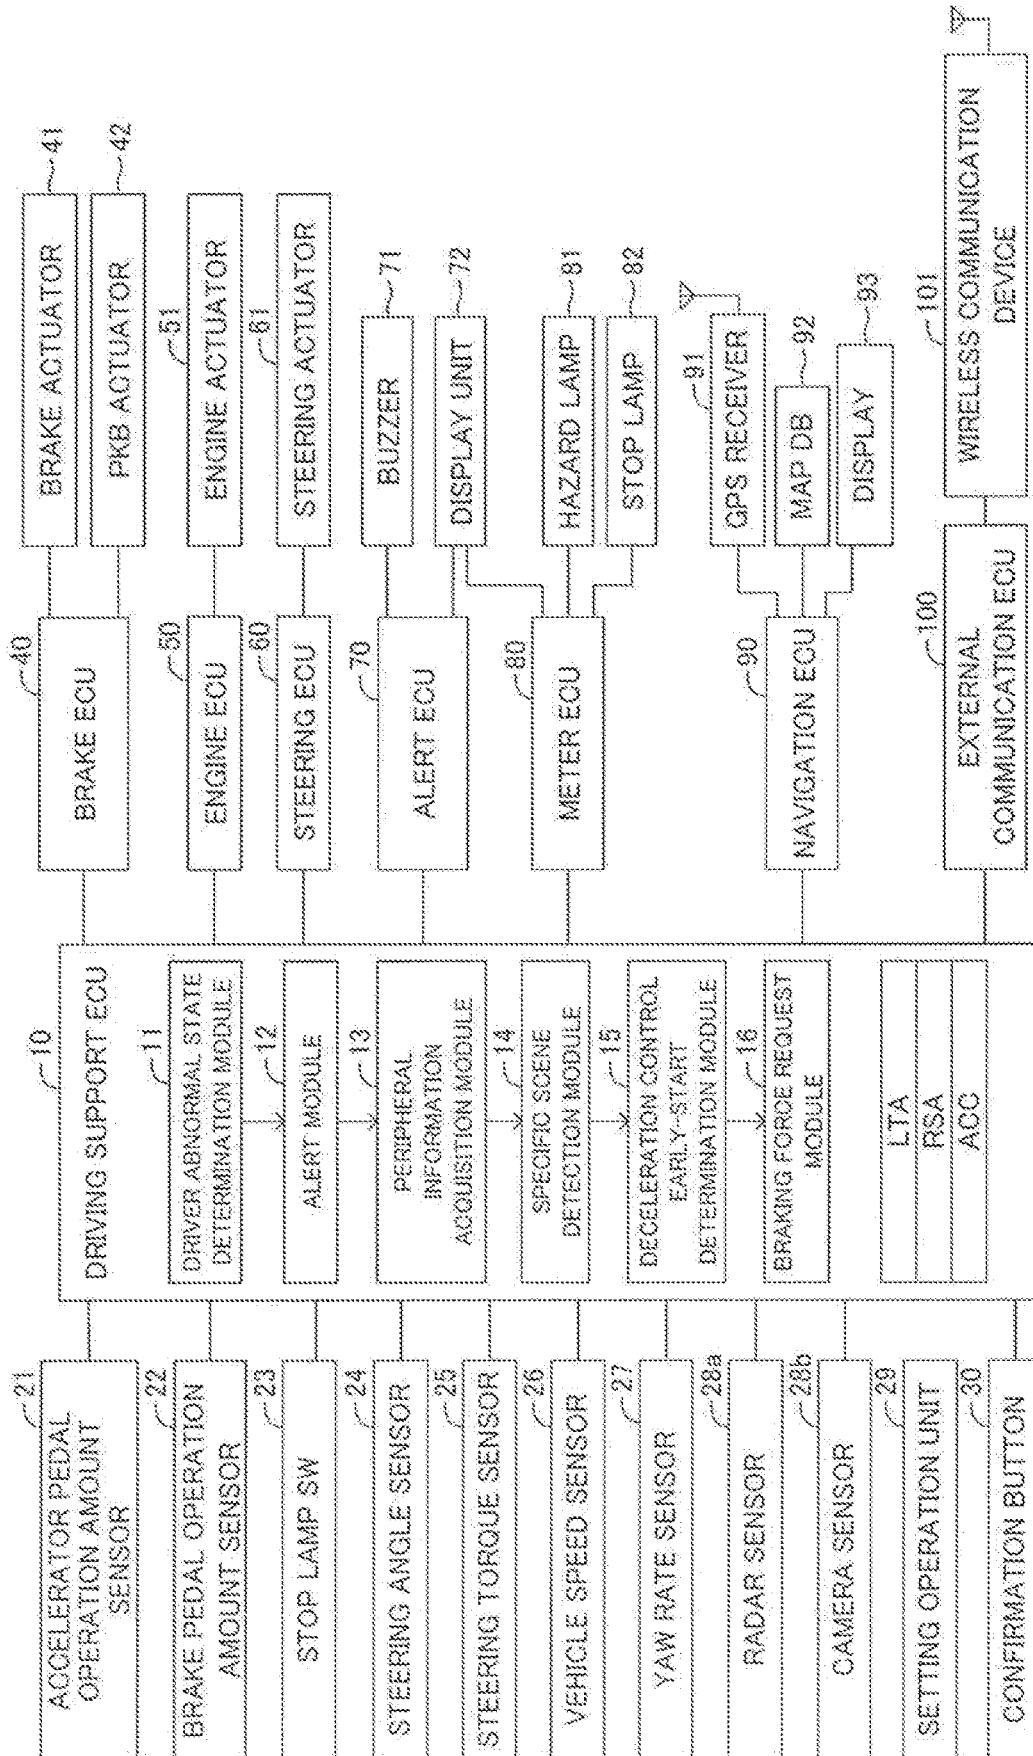 21
ACCELERATOR PEDAL
OPERATION AMOUNT
SENSOR
22
BRAKE PEDAL OPERATION
AMOUNT SENSOR
23
STOP LAMP SW
24
STEERING ANGLE SENSOR
25
STEERING TORQUE SENSOR
26
VEHICLE SPEED SENSOR
27
YAW RATE SENSOR
28a
RADAR SENSOR
28b
CAMERA SENSOR
29
SETTING OPERATION UNIT
30
CONFIRMATION BUTTON
10
DRIVING SUPPORT ECU
11
DRIVER ABNORMAL STATE
DETERMINATION MODULE
12
ALERT MODULE
13
PERIPHERAL
INFORMATION
ACQUISITION MODULE
14
SPECIFIC SCENE
DETECTION MODULE
15
DECELERATION CONTROL
EARLY-START
DETERMINATION MODULE
16
BRAKING FORCE REQUEST
MODULE
LTA
RSA
ACC
40
BRAKE ECU
50
ENGINE ECU
60
STEERING ECU
70
ALERT ECU
80
METER ECU
90
NAVIGATION ECU
100
EXTERNAL
COMMUNICATION ECU
BRAKE ACTUATOR
41
PKB ACTUATOR
42
51
ENGINE ACTUATOR
61
STEERING ACTUATOR
BUZZER
71
DISPLAY UNIT
72
HAZARD LAMP
81
STOP LAMP
82
91
GPS RECEIVER
MAP DB
92
DISPLAY
93
101
WIRELESS COMMUNICATION
DEVICE